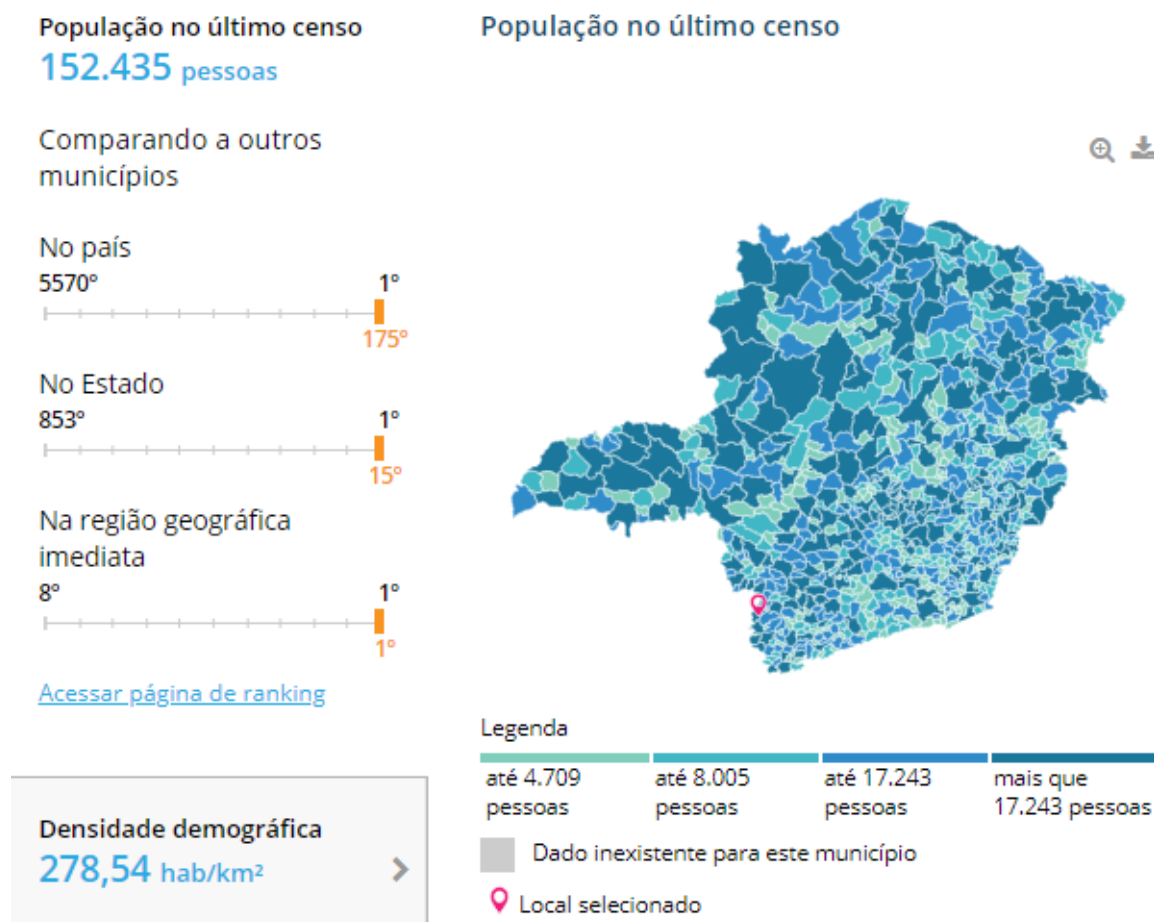 População no último censo
152.435 pessoas
Comparando a outros
municípios
No país
5570º 1º
175º
No Estado
853º 1º
15º
Na região geográfica
imediata
8º 1º
1º
Acessar página de ranking
Densidade demográfica
278,54 hab/km²
População no último censo
Legenda
até 4.709
pessoas
até 8.005
pessoas
até 17.243
pessoas
mais que
17.243 pessoas
Dado inexistente para este município
Local selecionado